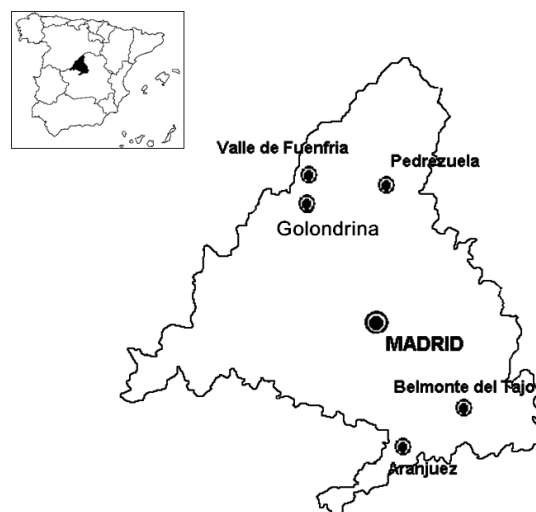 Valle de Fuenfria
Pedrezuela
Golondrina
MADRID
Belmonte del Tajo
Aranjuez